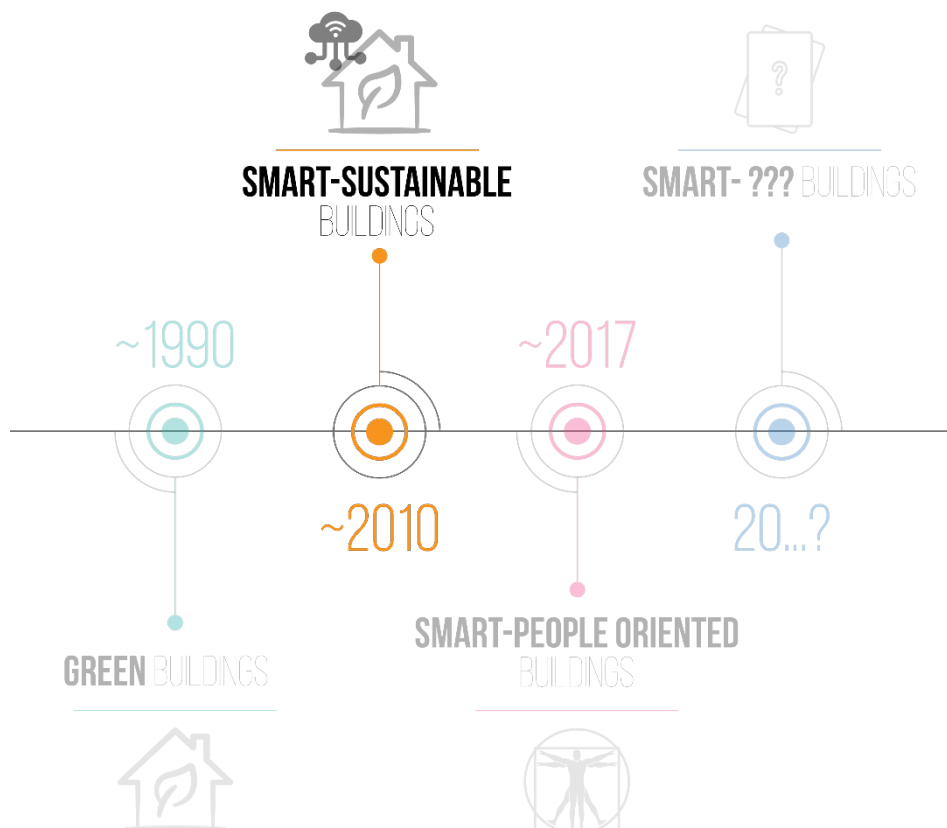 SMART-SUSTAINABLE
BUILDINGS
?
SMART- ??? BUILDINGS
~1990
~2017
~2010
20...?
SMART-PEOPLE ORIENTED
BUILDINGS
GREEN BUILDINGS